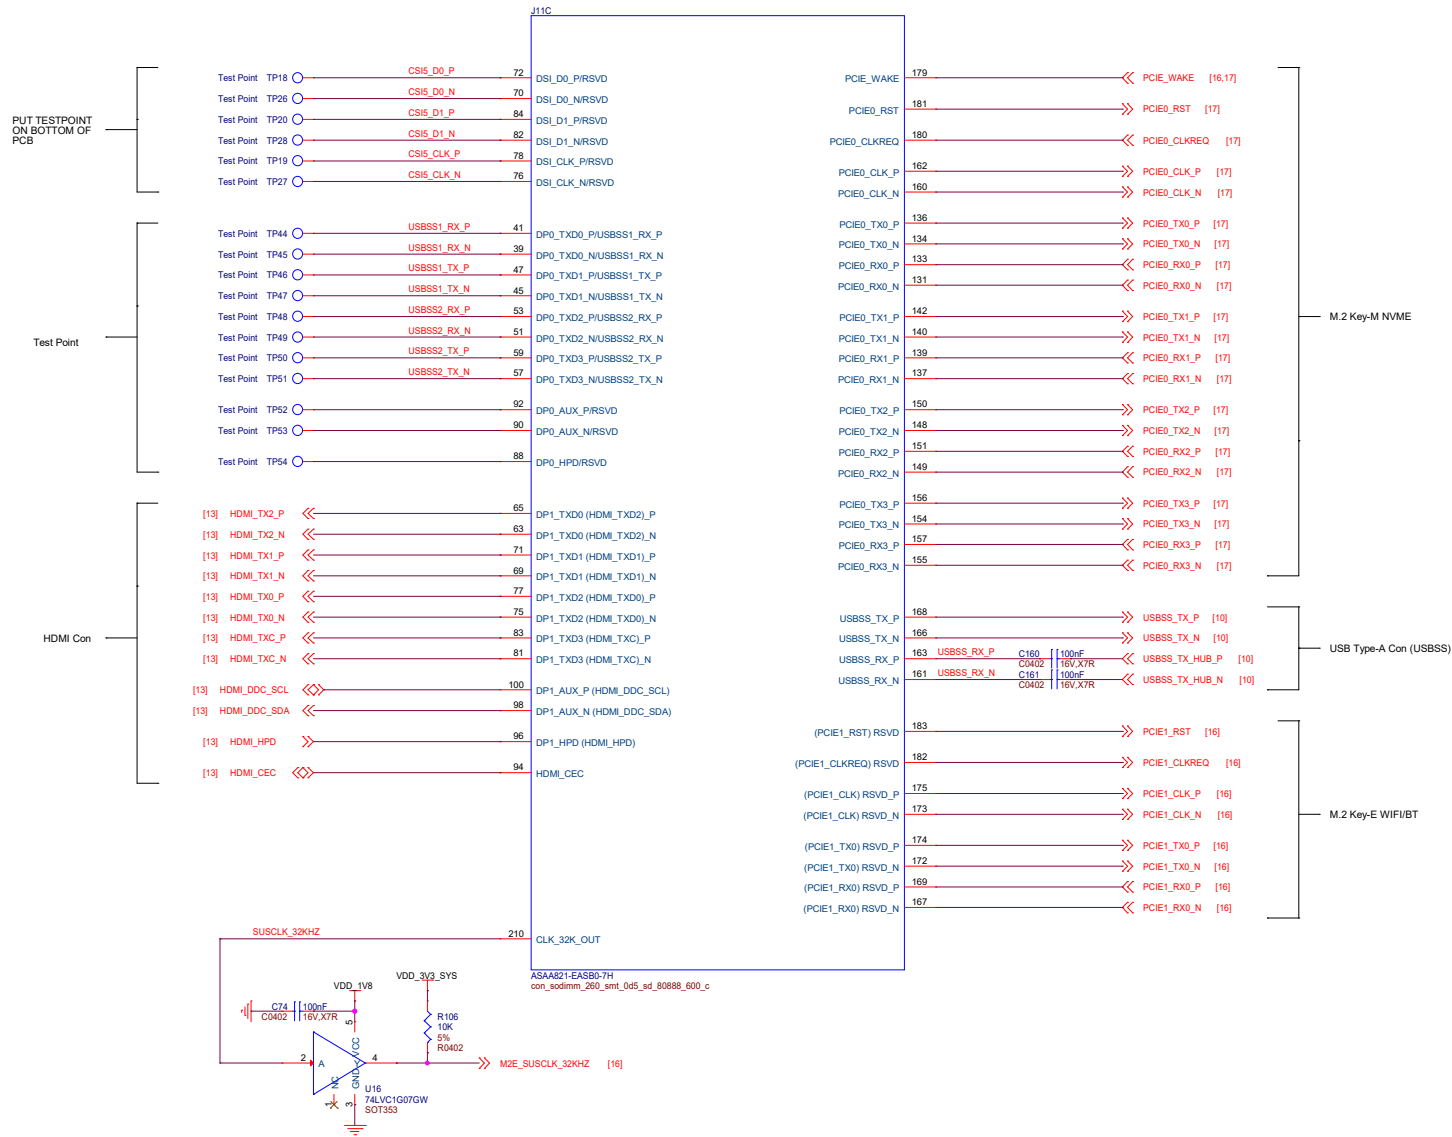 J11C
PUT TESTPOINT
ON BOTTOM OF
PCB
Test Point TP18 CSI5_D0_P 72 DSI_D0_P/RSVD
Test Point TP26 CSI5_D0_N 70 DSI_D0_N/RSVD
Test Point TP20 CSI5_D1_P 84 DSI_D1_P/RSVD
Test Point TP28 CSI5_D1_N 82 DSI_D1_N/RSVD
Test Point TP19 CSI5_CLK_P 78 DSI_CLK_P/RSVD
Test Point TP27 CSI5_CLK_N 76 DSI_CLK_N/RSVD
Test Point
Test Point TP44 USBSS1_RX_P 41 DP0_TXD0_P/USBSS1_RX_P
Test Point TP45 USBSS1_RX_N 39 DP0_TXD0_N/USBSS1_RX_N
Test Point TP46 USBSS1_TX_P 47 DP0_TXD1_P/USBSS1_TX_P
Test Point TP47 USBSS1_TX_N 45 DP0_TXD1_N/USBSS1_TX_N
Test Point TP48 USBSS2_RX_P 53 DP0_TXD2_P/USBSS2_RX_P
Test Point TP49 USBSS2_RX_N 51 DP0_TXD2_N/USBSS2_RX_N
Test Point TP50 USBSS2_TX_P 59 DP0_TXD3_P/USBSS2_TX_P
Test Point TP51 USBSS2_TX_N 57 DP0_TXD3_N/USBSS2_TX_N
Test Point TP52 92 DP0_AUX_P/RSVD
Test Point TP53 90 DP0_AUX_N/RSVD
Test Point TP54 88 DP0_HPD/RSVD
HDMI Con
[13] HDMI_TX2_P 65 DP1_TXD0 (HDMI_TXD2)_P
[13] HDMI_TX2_N 63 DP1_TXD0 (HDMI_TXD2)_N
[13] HDMI_TX1_P 71 DP1_TXD1 (HDMI_TXD1)_P
[13] HDMI_TX1_N 69 DP1_TXD1 (HDMI_TXD1)_N
[13] HDMI_TX0_P 77 DP1_TXD2 (HDMI_TXD0)_P
[13] HDMI_TX0_N 75 DP1_TXD2 (HDMI_TXD0)_N
[13] HDMI_TXC_P 83 DP1_TXD3 (HDMI_TXC)_P
[13] HDMI_TXC_N 81 DP1_TXD3 (HDMI_TXC)_N
[13] HDMI_DDC_SCL 100 DP1_AUX_P (HDMI_DDC_SCL)
[13] HDMI_DDC_SDA 98 DP1_AUX_N (HDMI_DDC_SDA)
[13] HDMI_HPD 96 DP1_HPD (HDMI_HPD)
[13] HDMI_CEC 94 HDMI_CEC
SUSCLK_32KHZ 210 CLK_32K_OUT
PCIE_WAKE 179 PCIE_WAKE [16,17]
PCIE0_RST 181 PCIE0_RST [17]
PCIE0_CLKREQ 180 PCIE0_CLKREQ [17]
PCIE0_CLK_P 162 PCIE0_CLK_P [17]
PCIE0_CLK_N 160 PCIE0_CLK_N [17]
PCIE0_TX0_P 136 PCIE0_TX0_P [17]
PCIE0_TX0_N 134 PCIE0_TX0_N [17]
PCIE0_RX0_P 133 PCIE0_RX0_P [17]
PCIE0_RX0_N 131 PCIE0_RX0_N [17]
PCIE0_TX1_P 142 PCIE0_TX1_P [17]
PCIE0_TX1_N 140 PCIE0_TX1_N [17]
PCIE0_RX1_P 139 PCIE0_RX1_P [17]
PCIE0_RX1_N 137 PCIE0_RX1_N [17]
PCIE0_TX2_P 150 PCIE0_TX2_P [17]
PCIE0_TX2_N 148 PCIE0_TX2_N [17]
PCIE0_RX2_P 151 PCIE0_RX2_P [17]
PCIE0_RX2_N 149 PCIE0_RX2_N [17]
PCIE0_TX3_P 156 PCIE0_TX3_P [17]
PCIE0_TX3_N 154 PCIE0_TX3_N [17]
PCIE0_RX3_P 157 PCIE0_RX3_P [17]
PCIE0_RX3_N 155 PCIE0_RX3_N [17]
M.2 Key-M NVME
USBSS_TX_P 168 USBSS_TX_P [10]
USBSS_TX_N 166 USBSS_TX_N [10]
USBSS_RX_P 163 USBSS_RX_P C160 100nF USBSS_TX_HUB_P [10]
C0402 16V,X7R
USBSS_RX_N 161 USBSS_RX_N C161 100nF USBSS_TX_HUB_N [10]
C0402 16V,X7R
USB Type-A Con (USBSS)
(PCIE1_RST) RSVD 183 PCIE1_RST [16]
(PCIE1_CLKREQ) RSVD 182 PCIE1_CLKREQ [16]
(PCIE1_CLK) RSVD_P 175 PCIE1_CLK_P [16]
(PCIE1_CLK) RSVD_N 173 PCIE1_CLK_N [16]
(PCIE1_TX0) RSVD_P 174 PCIE1_TX0_P [16]
(PCIE1_TX0) RSVD_N 172 PCIE1_TX0_N [16]
(PCIE1_RX0) RSVD_P 169 PCIE1_RX0_P [16]
(PCIE1_RX0) RSVD_N 167 PCIE1_RX0_N [16]
M.2 Key-E WIFI/BT
ASAA821-EASB0-7H
con_sodimm_260_smt_0d5_sd_80888_600_c
VDD_3V3_SYS
VDD_1V8
C74 100nF
C0402 16V,X7R
R106
10K
5%
R0402
5 VCC
2 A Y 4 M2E_SUSCLK_32KHZ [16]
NC GND
1 3
U16
74LVC1G07GW
SOT353